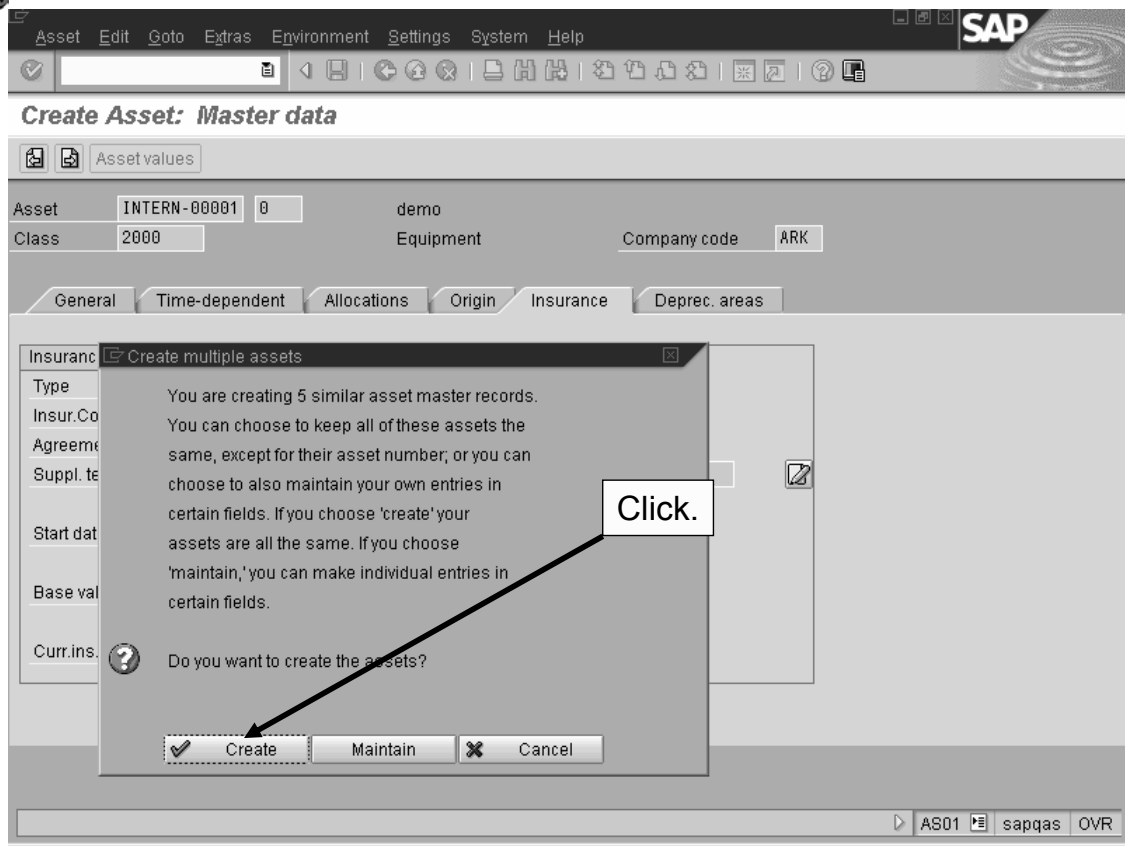 Asset Edit Goto Extras Environment Settings System Help
SAP
Create Asset: Master data
Asset values
Asset INTERN-00001 0 demo
Class 2000 Equipment Company code ARK
General Time-dependent Allocations Origin Insurance Deprec. areas
Insuranc Create multiple assets
Type
You are creating 5 similar asset master records.
Insur.Co
You can choose to keep all of these assets the
Agreeme
same, except for their asset number; or you can
Suppl. te
choose to also maintain your own entries in
Click.
certain fields. If you choose 'create' your
Start dat
assets are all the same. If you choose
'maintain,' you can make individual entries in
Base val
certain fields.
Curr.ins.
Do you want to create the assets?
Create Maintain Cancel
AS01 sapqas OVR